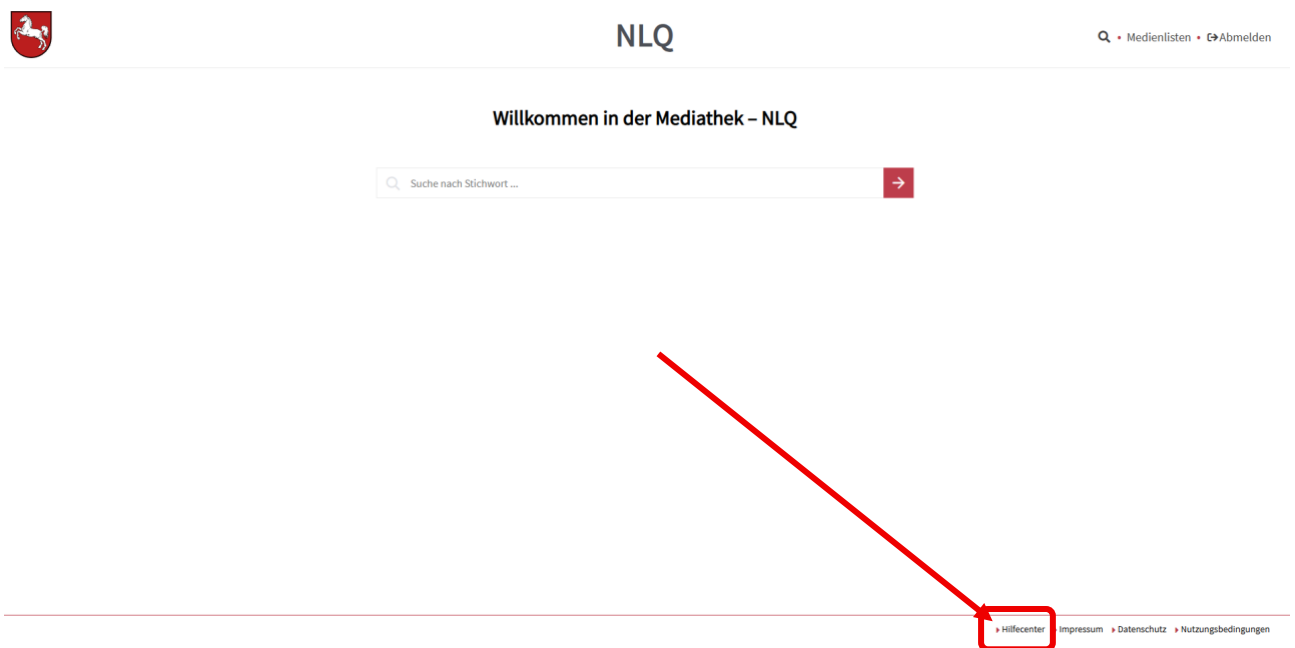 NLQ
Medienlisten • Abmelden
Willkommen in der Mediathek – NLQ
Suche nach Stichwort ...
Hilfecenter Impressum Datenschutz Nutzungsbedingungen